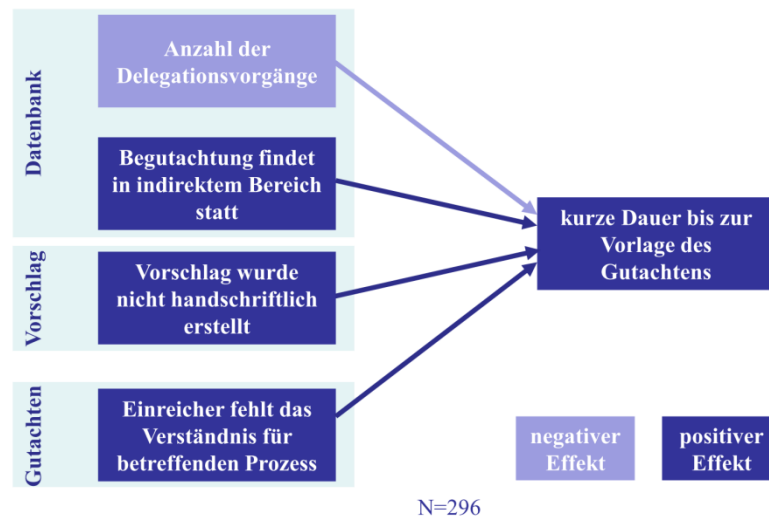 Datenbank
Anzahl der
Delegationsvorgänge
Begutachtung findet
in indirektem Bereich
statt
Vorschlag
Vorschlag wurde
nicht handschriftlich
erstellt
Gutachten
Einreicher fehlt das
Verständnis für
betreffenden Prozess
kurze Dauer bis zur
Vorlage des
Gutachtens
negativer
Effekt
positiver
Effekt
N=296